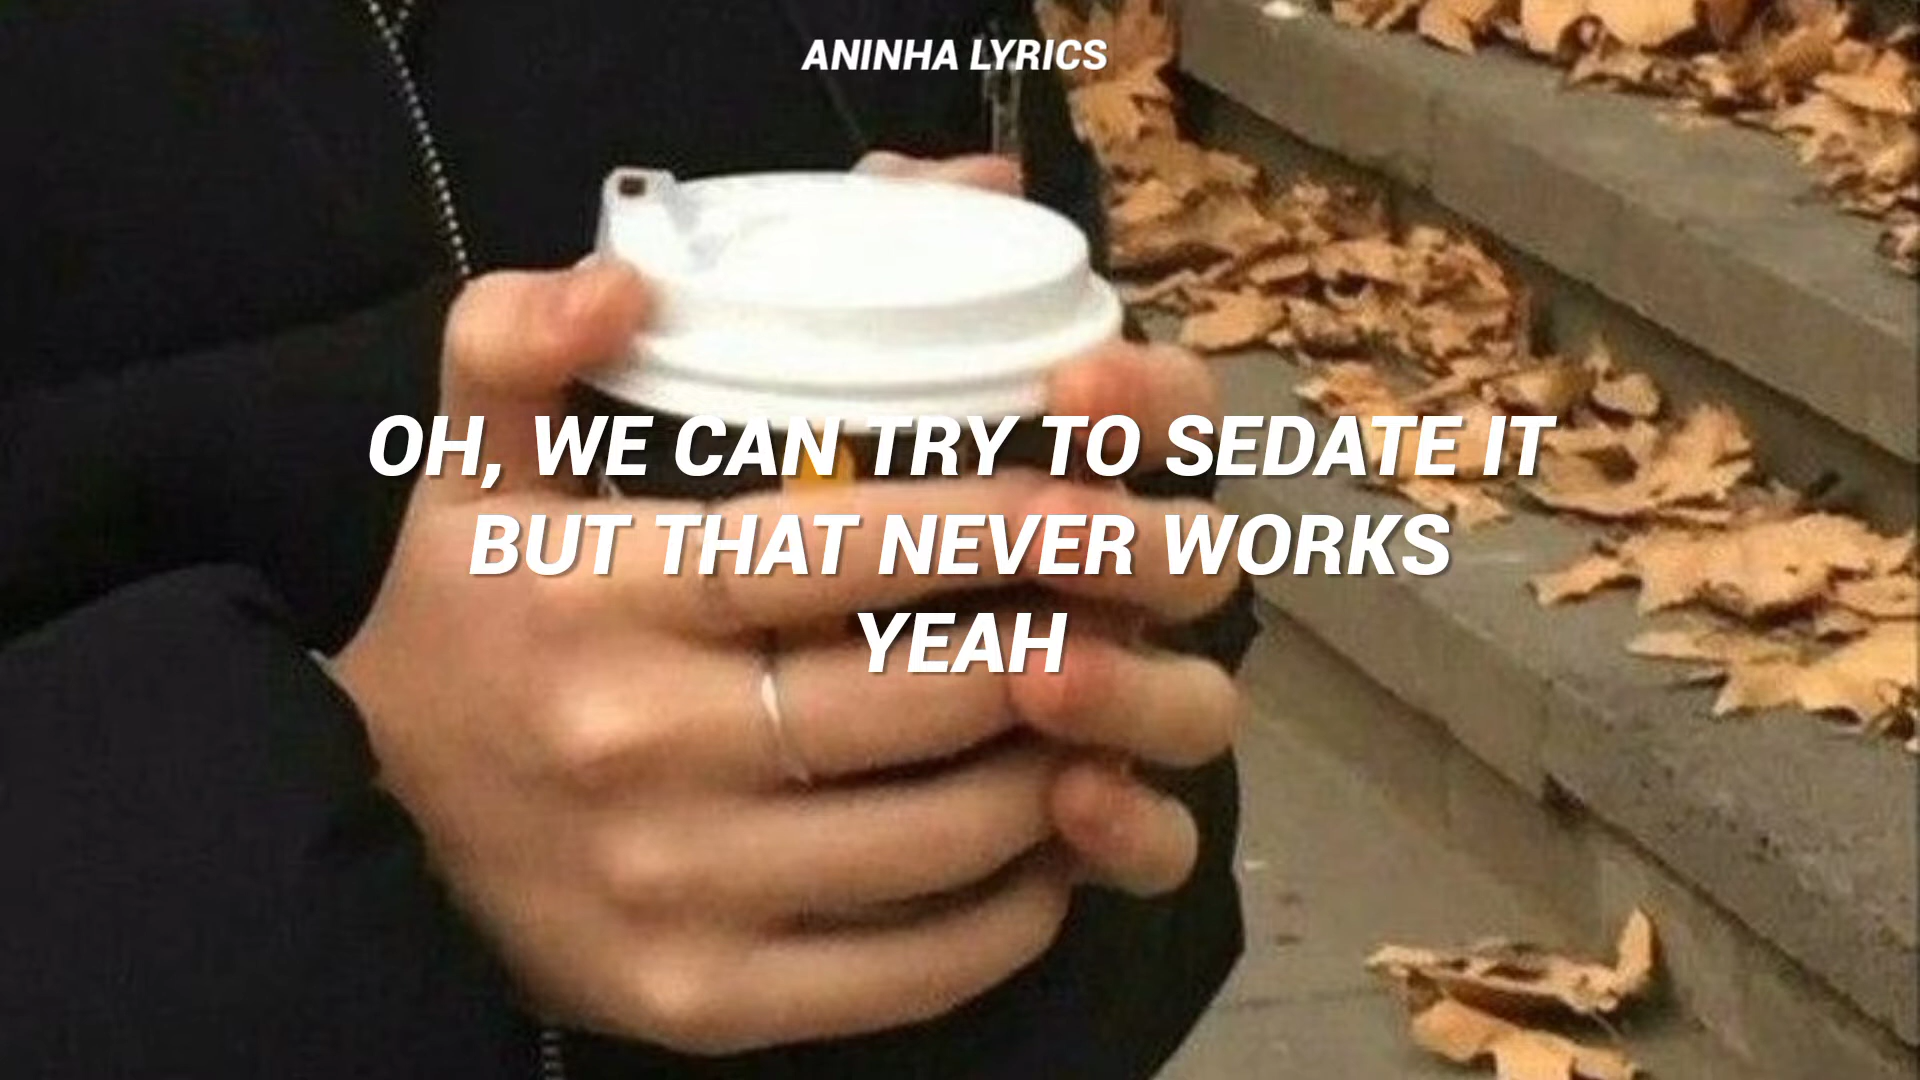 ANINHA LYRICS
OH, WE CAN TRY TO SEDATE IT
BUT THAT NEVER WORKS
YEAH